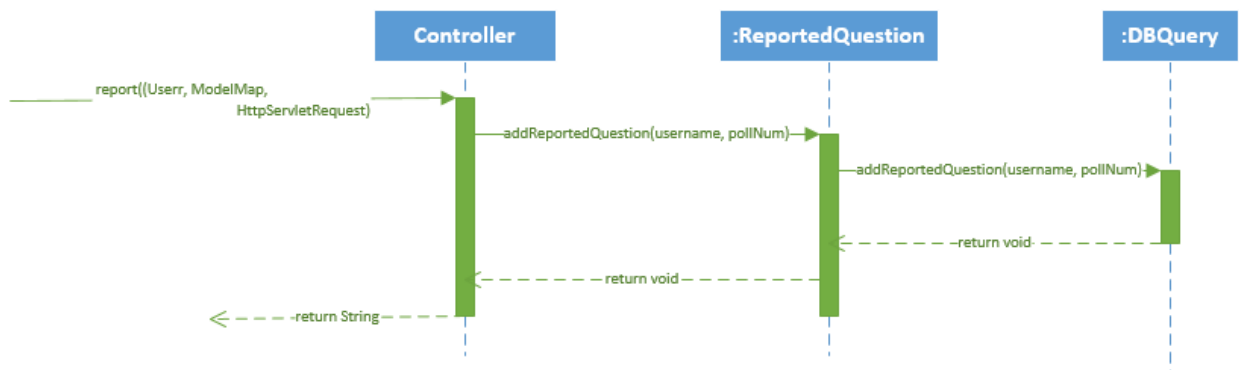 Controller
:ReportedQuestion
:DBQuery
report((Userr, ModelMap,
HttpServletRequest)
addReportedQuestion(username, pollNum)
addReportedQuestion(username, pollNum)
return void
return void
return String